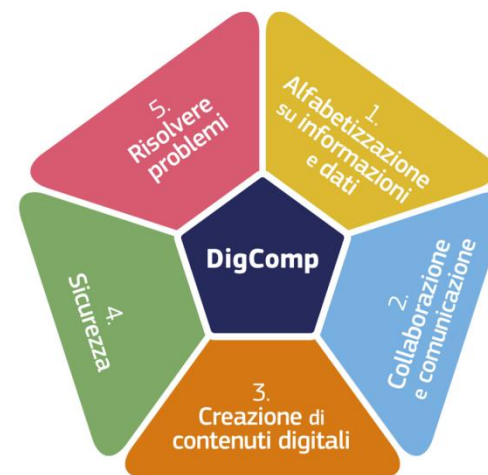 DigComp
1.
Alfabetizzazione
su informazioni
e dati
2.
Collaborazione
e comunicazione
3.
Creazione di
contenuti digitali
4.
Sicurezza
5.
Risolvere
problemi